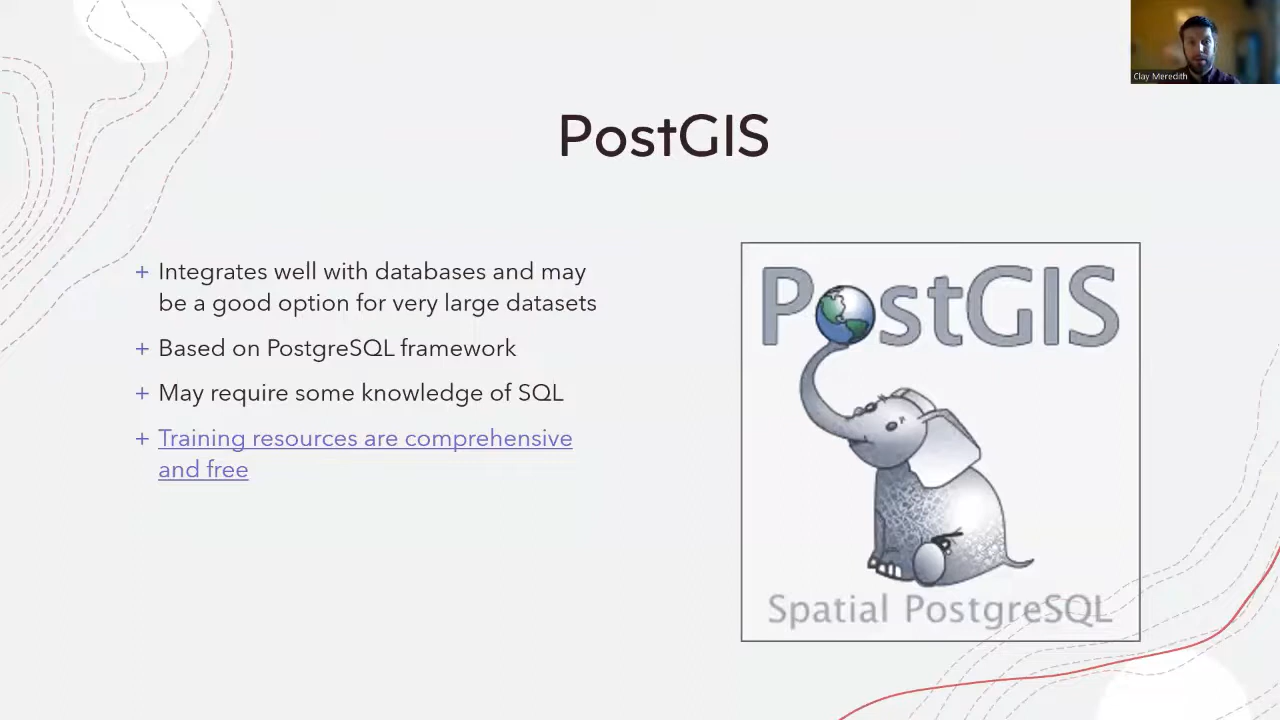 Clay Meredith
PostGIS
+ Integrates well with databases and may
be a good option for very large datasets
+ Based on PostgreSQL framework
+ May require some knowledge of SQL
+ Training resources are comprehensive
and free
PostGIS
Spatial PostgreSQL